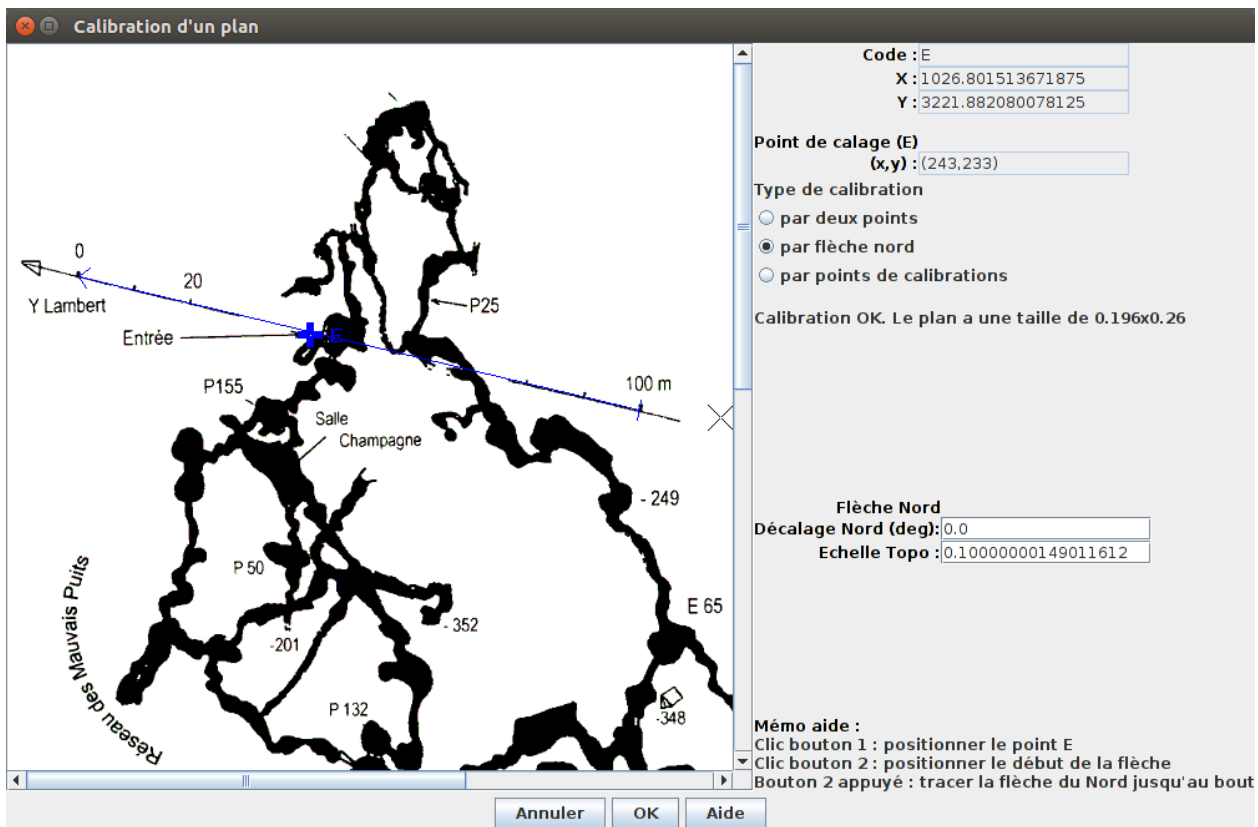 Calibration d'un plan
0
20
Y Lambert
Entrée
E
P25
100 m
P155
Salle
Champagne
- 249
P 50
E 65
- 352
-201
Réseau des Mauvais Puits
P 132
-348
Code : E
X : 1026.801513671875
Y : 3221.882080078125
Point de calage (E)
(x,y) : (243,233)
Type de calibration
par deux points
par flèche nord
par points de calibrations
Calibration OK. Le plan a une taille de 0.196x0.26
Flèche Nord
Décalage Nord (deg): 0.0
Echelle Topo : 0.10000000149011612
Mémo aide :
Clic bouton 1 : positionner le point E
Clic bouton 2 : positionner le début de la flèche
Bouton 2 appuyé : tracer la flèche du Nord jusqu'au bout
Annuler
OK
Aide